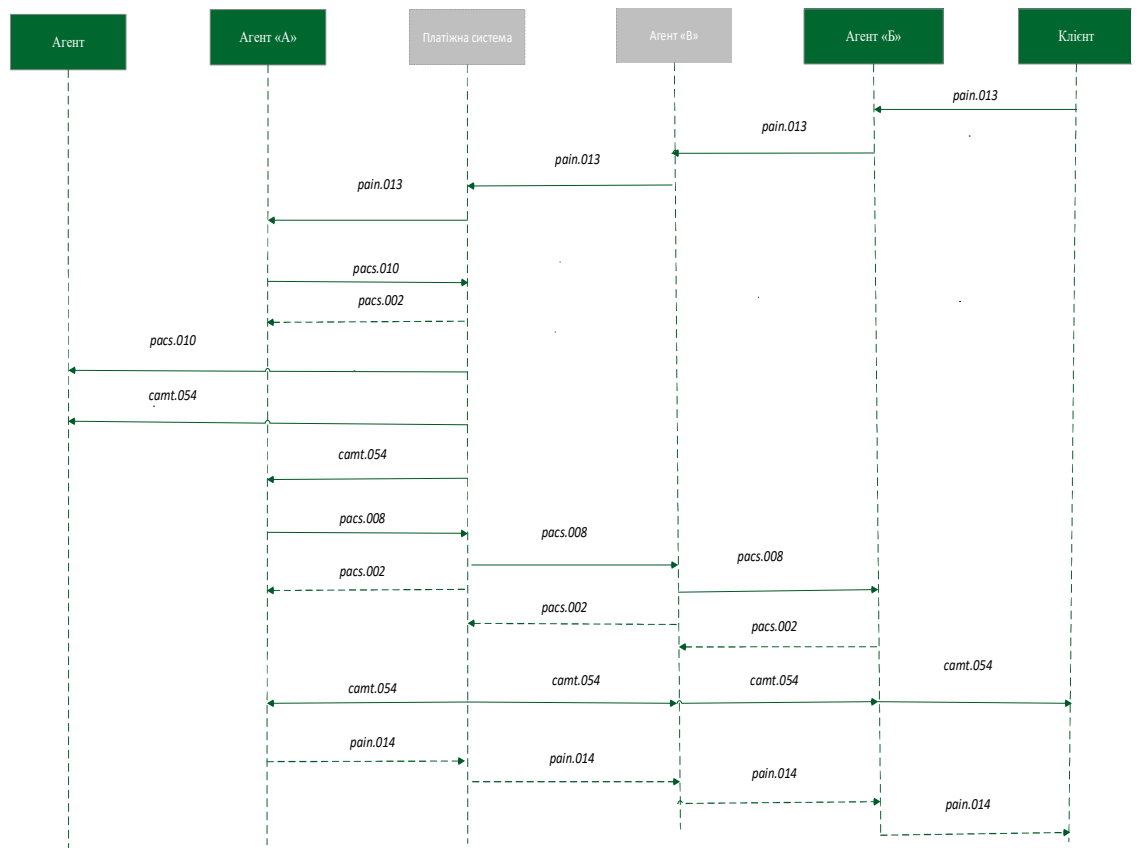 Агент
Агент «А»
Платіжна система
Агент «В»
Агент «Б»
Клієнт
pain.013
pain.013
pain.013
pain.013
pacs.010
pacs.002
pacs.010
camt.054
camt.054
pacs.008
pacs.008
pacs.008
pacs.002
pacs.002
pacs.002
camt.054
camt.054
camt.054
camt.054
pain.014
pain.014
pain.014
pain.014